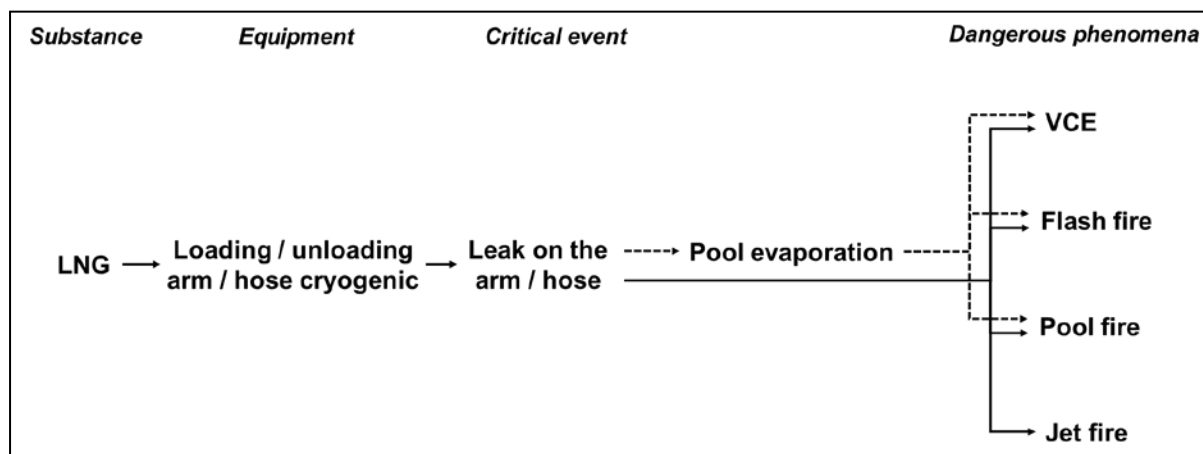 Substance Equipment Critical event Dangerous phenomena
VCE
Flash fire
LNG
Loading / unloading
arm / hose cryogenic
Leak on the
arm / hose
Pool evaporation
Pool fire
Jet fire